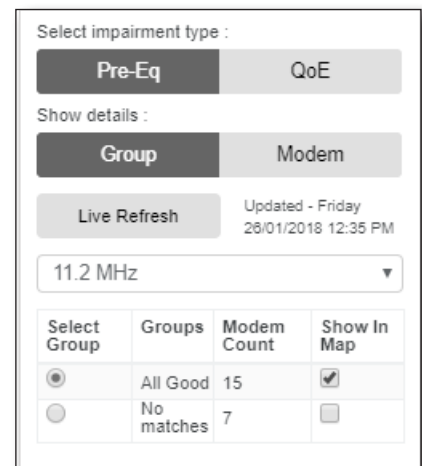 Select impairment type :
Pre-Eq QoE
Show details :
Group Modem
Live Refresh
Updated - Friday
26/01/2018 12:35 PM
11.2 MHz
Select Group Groups Modem Count Show In Map
All Good 15
No matches 7